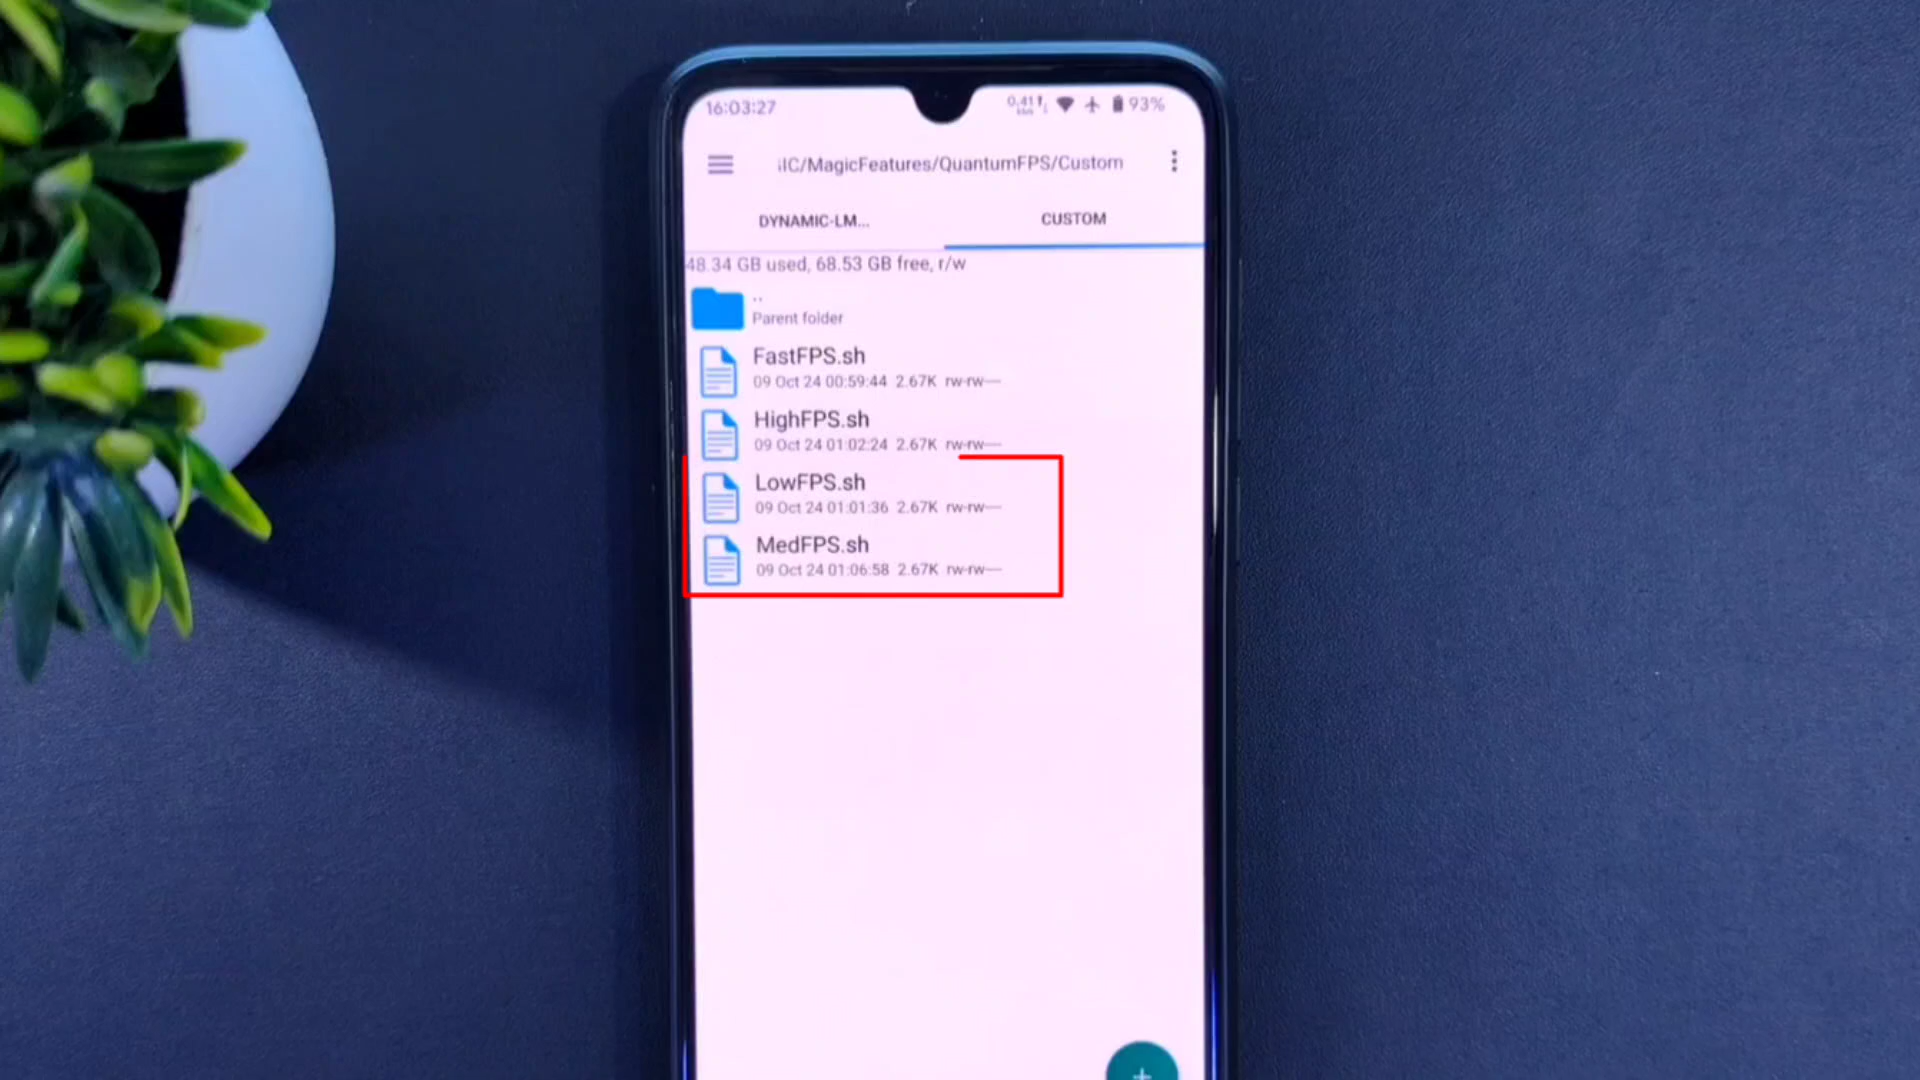 16:03:27
0.41
93%
IC/MagicFeatures/QuantumFPS/Custom
DYNAMIC-LM...
CUSTOM
48.34 GB used, 68.53 GB free, r/w
..
Parent folder
FastFPS.sh
09 Oct 24 00:59:44 2.67K rw-rw----
HighFPS.sh
09 Oct 24 01:02:24 2.67K rw-rw----
LowFPS.sh
09 Oct 24 01:01:36 2.67K rw-rw----
MedFPS.sh
09 Oct 24 01:06:58 2.67K rw-rw----
+